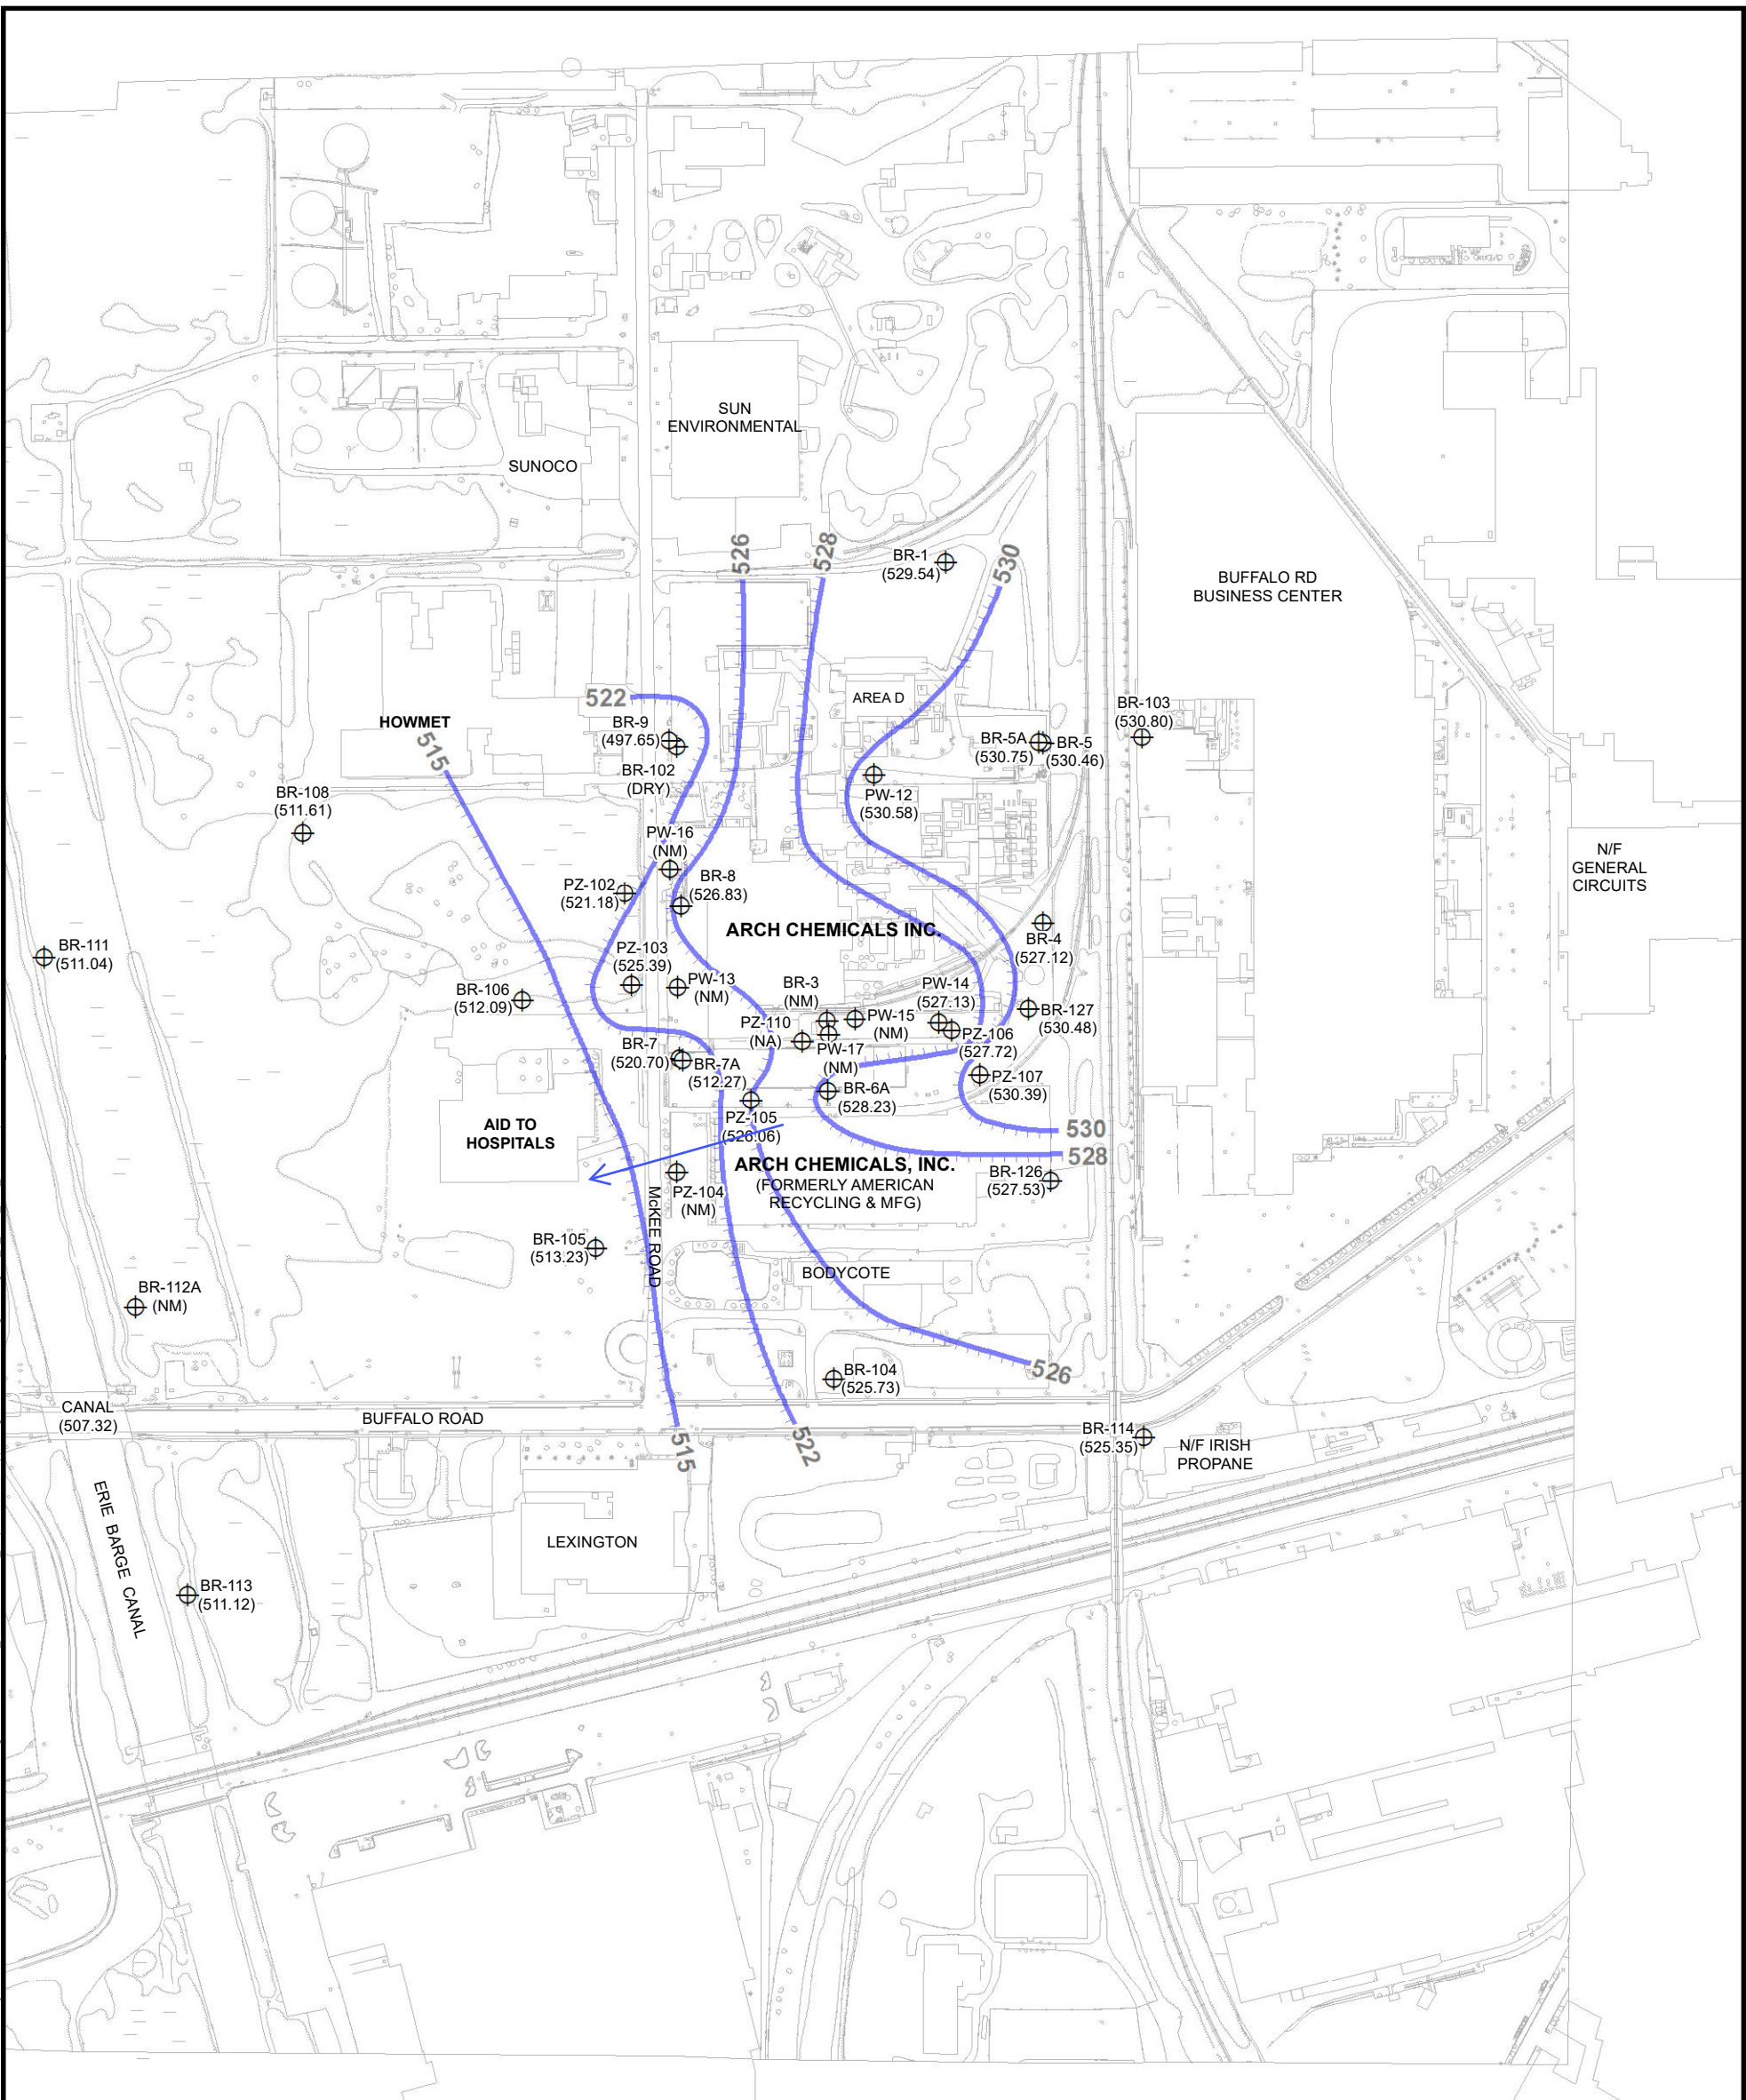 SUN
ENVIRONMENTAL
SUNOCO
526
528
BR-1
(529.54)
530
BUFFALO RD
BUSINESS CENTER
522
AREA D
HOWMET
515
BR-9
(497.65)
BR-102
(DRY)
BR-5A
(530.75)
BR-5
(530.46)
BR-103
(530.80)
BR-108
(511.61)
PW-12
(530.58)
PW-16
(NM)
N/F
GENERAL
CIRCUITS
PZ-102
(521.18)
BR-8
(526.83)
ARCH CHEMICALS INC.
BR-4
(527.12)
BR-111
(511.04)
PZ-103
(525.39)
PW-13
(NM)
BR-3
(NM)
PW-14
(527.13)
BR-106
(512.09)
BR-127
(530.48)
PZ-110
(NA)
PW-15
(NM)
PZ-106
(527.72)
BR-7
(520.70)
BR-7A
(512.27)
PW-17
(NM)
PZ-107
(530.39)
BR-6A
(528.23)
PZ-105
(526.06)
AID TO
HOSPITALS
530
528
ARCH CHEMICALS, INC.
(FORMERLY AMERICAN
RECYCLING & MFG)
BR-126
(527.53)
PZ-104
(NM)
McKEE ROAD
BR-105
(513.23)
BODYCOTE
BR-112A
(NM)
BR-104
(525.73)
526
CANAL
(507.32)
BUFFALO ROAD
515
522
BR-114
(525.35)
N/F IRISH
PROPANE
ERIE BARGE CANAL
LEXINGTON
BR-113
(511.12)